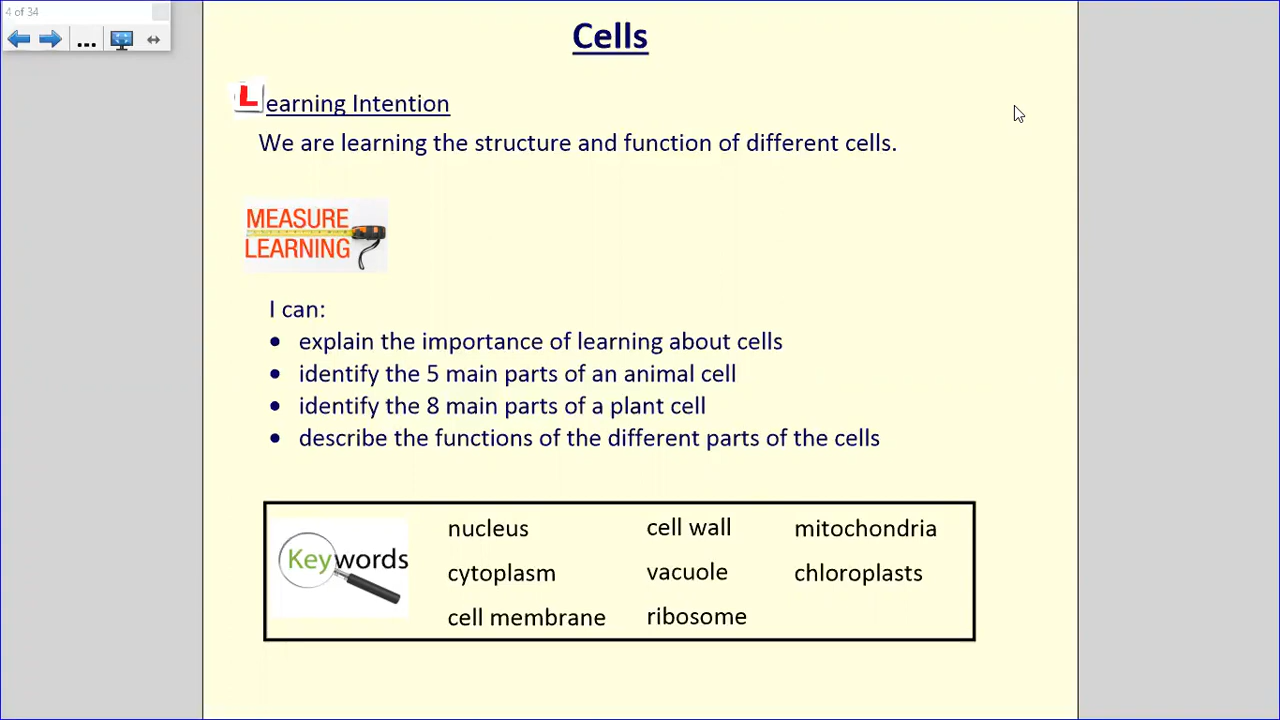 4 of 34
...
Cells
Learning Intention
We are learning the structure and function of different cells.
MEASURE
LEARNING
I can:
• explain the importance of learning about cells
• identify the 5 main parts of an animal cell
• identify the 8 main parts of a plant cell
• describe the functions of the different parts of the cells
Keywords
nucleus cell wall mitochondria
cytoplasm vacuole chloroplasts
cell membrane ribosome